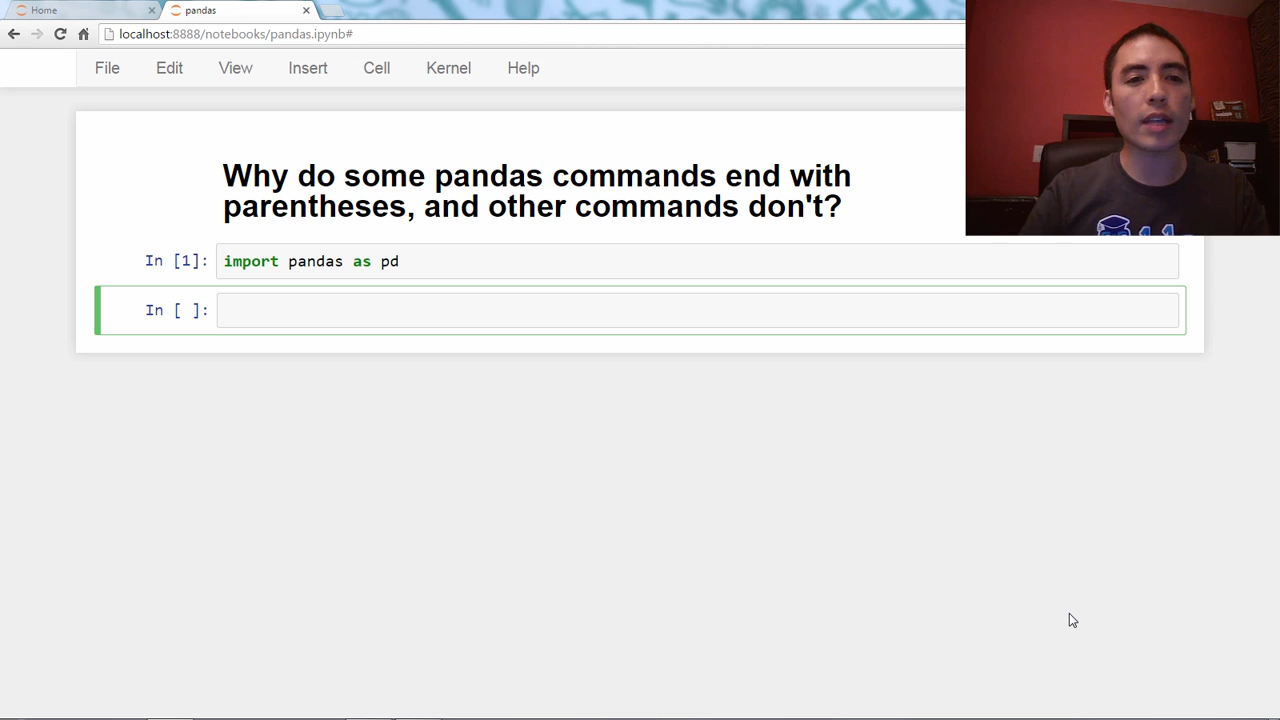 Home
pandas
localhost:8888/notebooks/pandas.ipynb#
File Edit View Insert Cell Kernel Help
Why do some pandas commands end with
parentheses, and other commands don't?
In [1]: import pandas as pd
In [ ]: